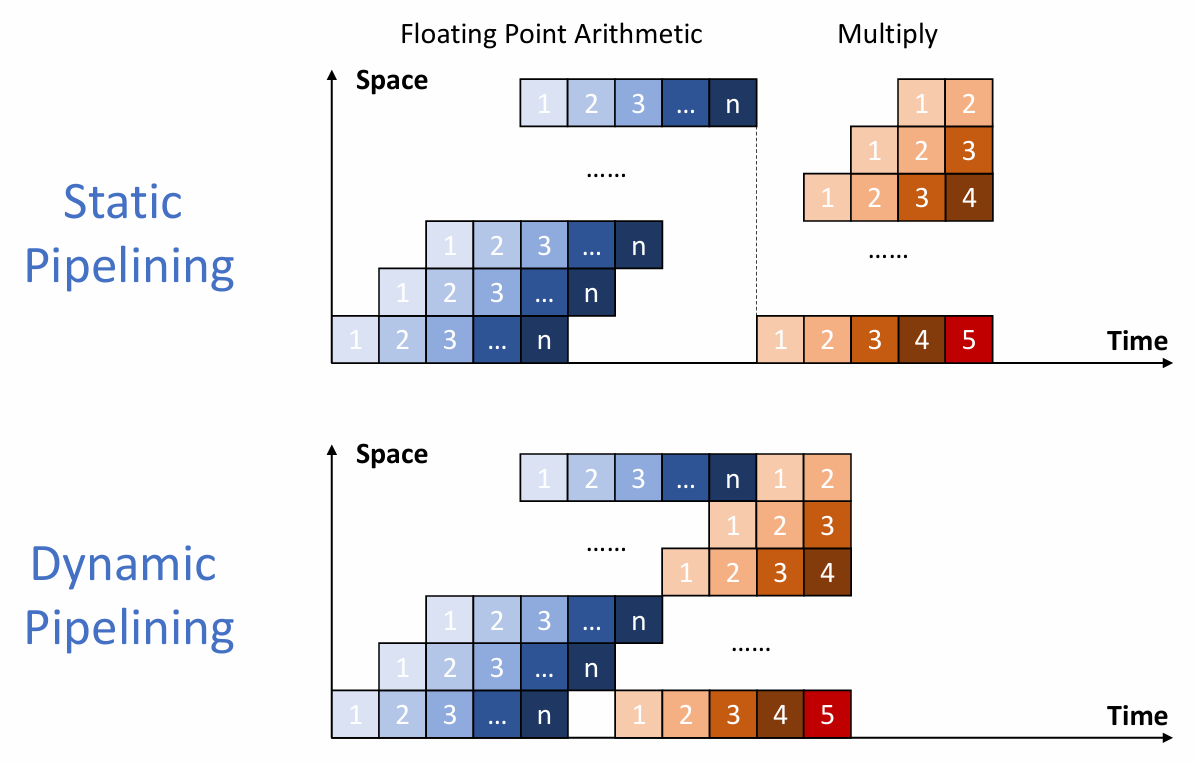 Floating Point Arithmetic Multiply
Space
1 2 3 ... n 1 2
1 2 3
...... 1 2 3 4
Static
Pipelining
1 2 3 ... n ......
1 2 3 ... n
1 2 3 ... n 1 2 3 4 5 Time
Space
1 2 3 ... n 1 2
1 2 3
...... 1 2 3 4
Dynamic
Pipelining
1 2 3 ... n ......
1 2 3 ... n
1 2 3 ... n 1 2 3 4 5 Time